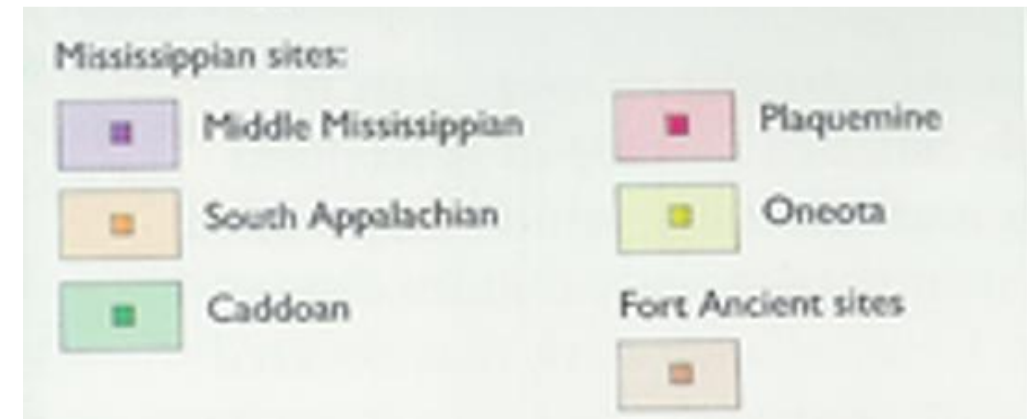 Mississippian sites:
Middle Mississippian
South Appalachian
Caddoan
Plaquemine
Oneota
Fort Ancient sites